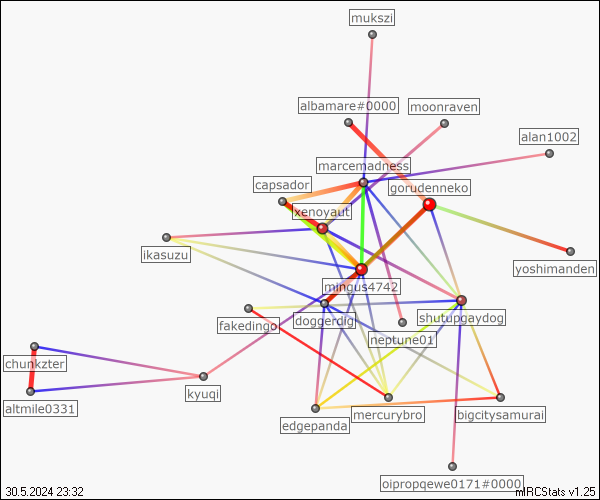 mukszi
albamare#0000
moonraven
alan1002
marcemadness
capsador
gorudenneko
xenoyaut
ikasuzu
yoshimanden
mingus4742
doggerdig
shutupgaydog
fakedingo
neptune01
chunkzter
kyuqi
altmile0331
edgepanda
mercurybro
bigcitysamurai
oipropqewe0171#0000
30.5.2024 23:32
mIRCStats v1.25